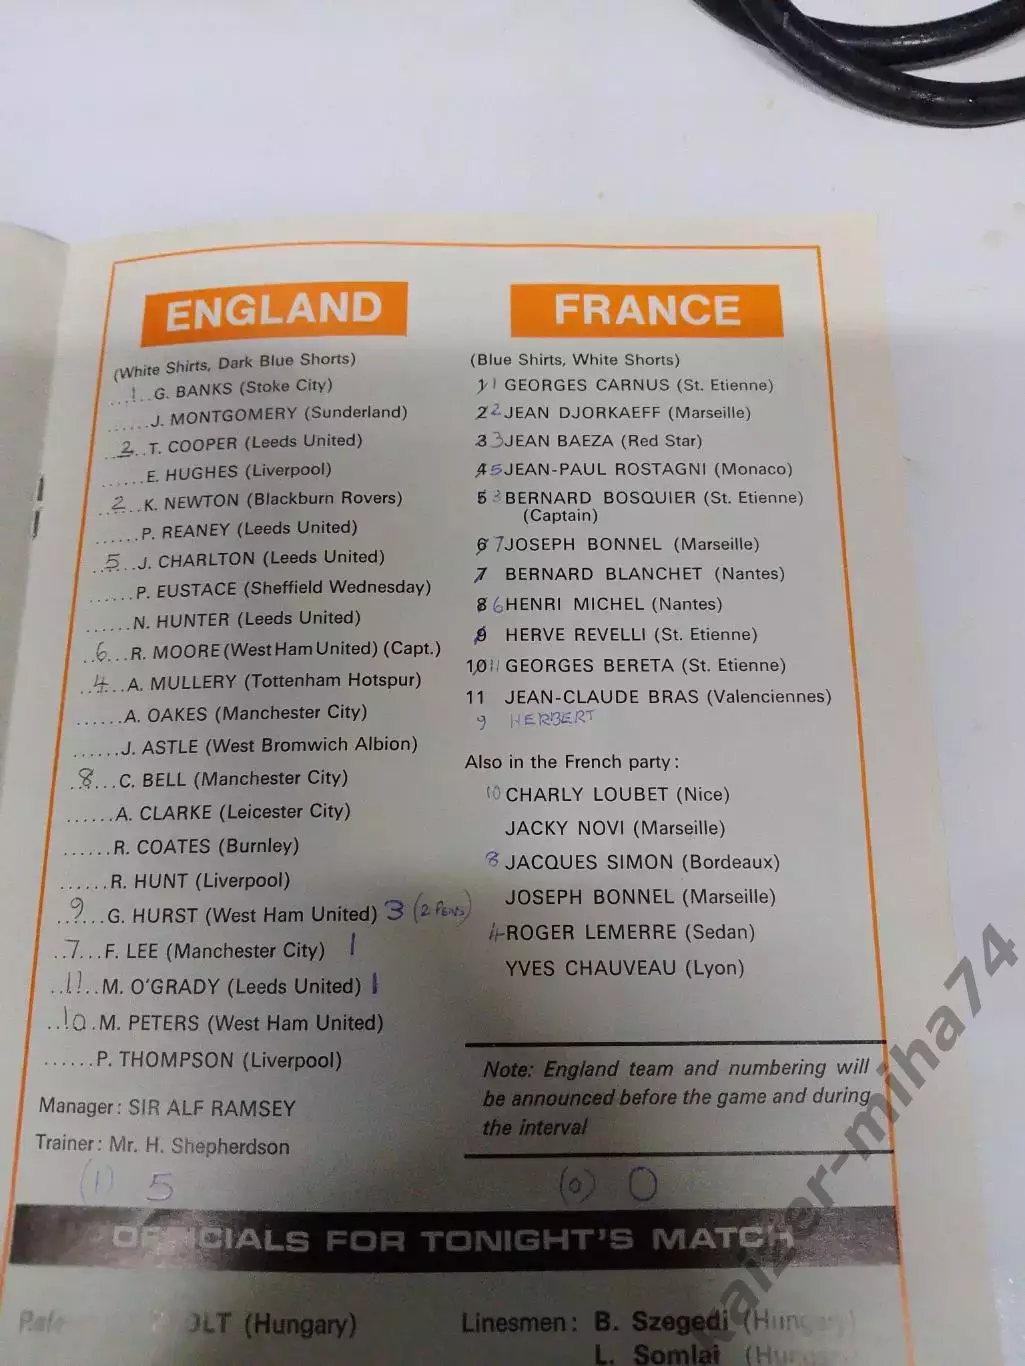 ENGLAND
(White Shirts, Dark Blue Shorts)
...1...G. BANKS (Stoke City)
......J. MONTGOMERY (Sunderland)
...2...T. COOPER (Leeds United)
......E. HUGHES (Liverpool)
...2...K. NEWTON (Blackburn Rovers)
......P. REANEY (Leeds United)
...5...J. CHARLTON (Leeds United)
......P. EUSTACE (Sheffield Wednesday)
......N. HUNTER (Leeds United)
...6...R. MOORE (West Ham United) (Capt.)
...4...A. MULLERY (Tottenham Hotspur)
......A. OAKES (Manchester City)
......J. ASTLE (West Bromwich Albion)
...8...C. BELL (Manchester City)
......A. CLARKE (Leicester City)
......R. COATES (Burnley)
......R. HUNT (Liverpool)
...9...G. HURST (West Ham United) 3 (2 PENS)
...7...F. LEE (Manchester City) 1
...11...M. O'GRADY (Leeds United) 1
...10...M. PETERS (West Ham United)
......P. THOMPSON (Liverpool)
Manager: SIR ALF RAMSEY
Trainer: Mr. H. Shepherdson
(1) 5
FRANCE
(Blue Shirts, White Shorts)
1 1 GEORGES CARNUS (St. Etienne)
2 2 JEAN DJORKAEFF (Marseille)
3 3 JEAN BAEZA (Red Star)
4 5 JEAN-PAUL ROSTAGNI (Monaco)
5 3 BERNARD BOSQUIER (St. Etienne)
(Captain)
6 7 JOSEPH BONNEL (Marseille)
7 BERNARD BLANCHET (Nantes)
8 6 HENRI MICHEL (Nantes)
9 HERVE REVELLI (St. Etienne)
10 11 GEORGES BERETA (St. Etienne)
11 JEAN-CLAUDE BRAS (Valenciennes)
9 HERBERT
Also in the French party:
10 CHARLY LOUBET (Nice)
JACKY NOVI (Marseille)
8 JACQUES SIMON (Bordeaux)
JOSEPH BONNEL (Marseille)
4 ROGER LEMERRE (Sedan)
YVES CHAUVEAU (Lyon)
Note: England team and numbering will
be announced before the game and during
the interval
(0) 0
OFFICIALS FOR TONIGHT'S MATCH
(Hungary)
Linesmen: B. Szegedi (Hungary)
L. Somlai (Hungary)
kaizer-miha74